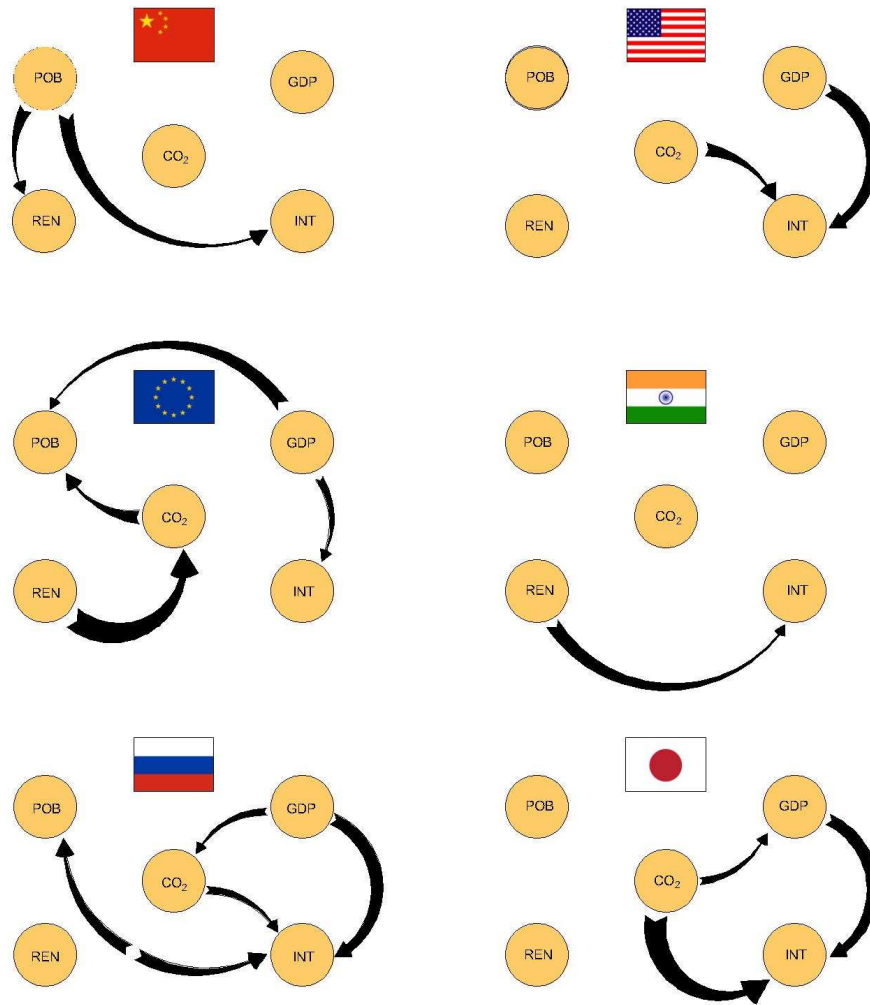 POB GDP
CO₂
REN INT
POB GDP
CO₂
REN INT
POB GDP
CO₂
REN INT
POB GDP
CO₂
REN INT
POB GDP
CO₂
REN INT
POB GDP
CO₂
REN INT